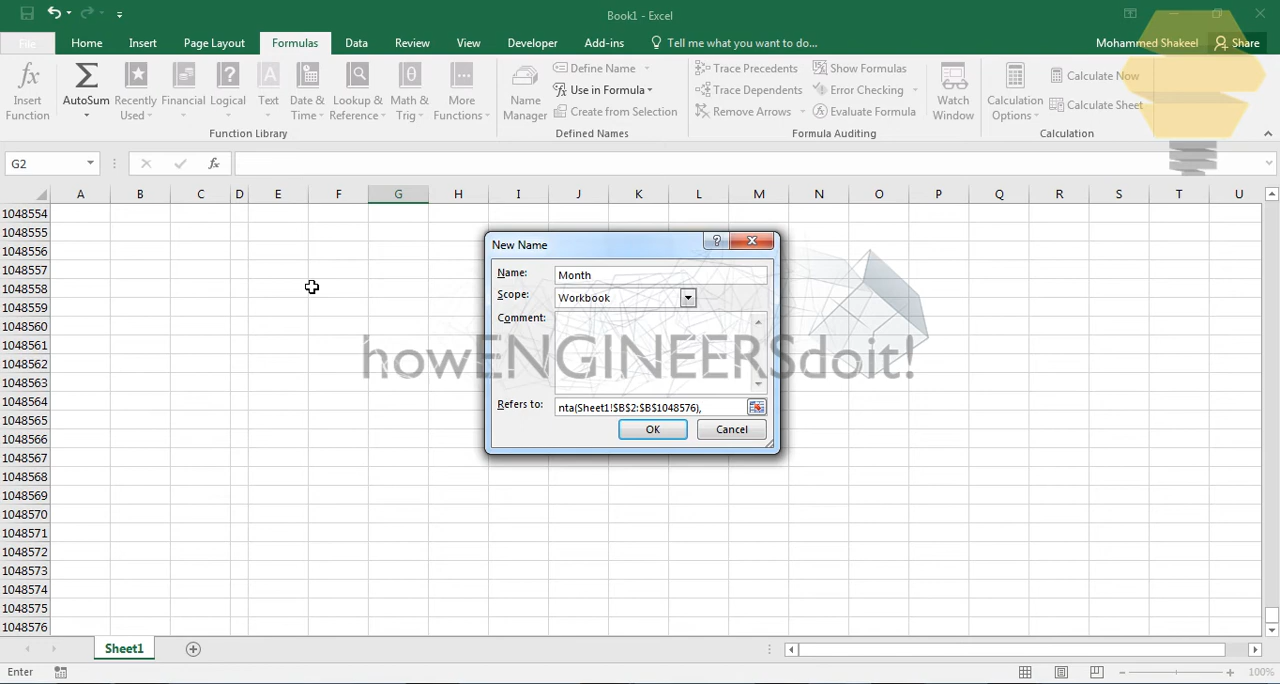 Book1 - Excel
File Home Insert Page Layout Formulas Data Review View Developer Add-ins Tell me what you want to do... Mohammed Shakeel Share
fx Σ ? A θ
Insert Function AutoSum Recently Used Financial Logical Text Date & Time Lookup & Reference Math & Trig More Functions
Function Library
Name Manager Define Name Use in Formula Create from Selection
Defined Names
Trace Precedents Show Formulas
Trace Dependents Error Checking
Remove Arrows Evaluate Formula
Formula Auditing
Watch Window
Calculation Options Calculate Now Calculate Sheet
Calculation
G2 fx
A B C D E F G H I J K L M N O P Q R S T U
1048554
1048555
1048556
1048557
1048558
1048559
1048560
1048561
1048562
1048563
1048564
1048565
1048566
1048567
1048568
1048569
1048570
1048571
1048572
1048573
1048574
1048575
1048576
New Name ?
Name: Month
Scope: Workbook
Comment:
howENGINEERSdoit!
Refers to: nta(Sheet1!$B$2:$B$1048576),
OK Cancel
Sheet1
Enter 100%